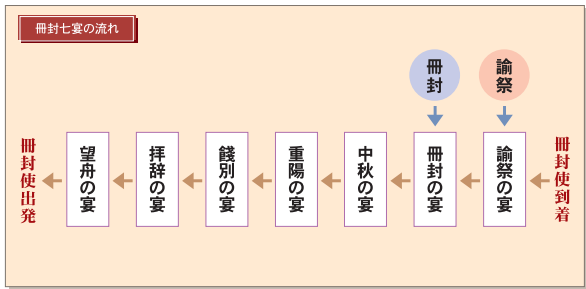 冊封七宴の流れ
諭祭
冊封
冊封使到着
諭祭の宴
冊封の宴
中秋の宴
重陽の宴
餞別の宴
拝辞の宴
望舟の宴
冊封使出発